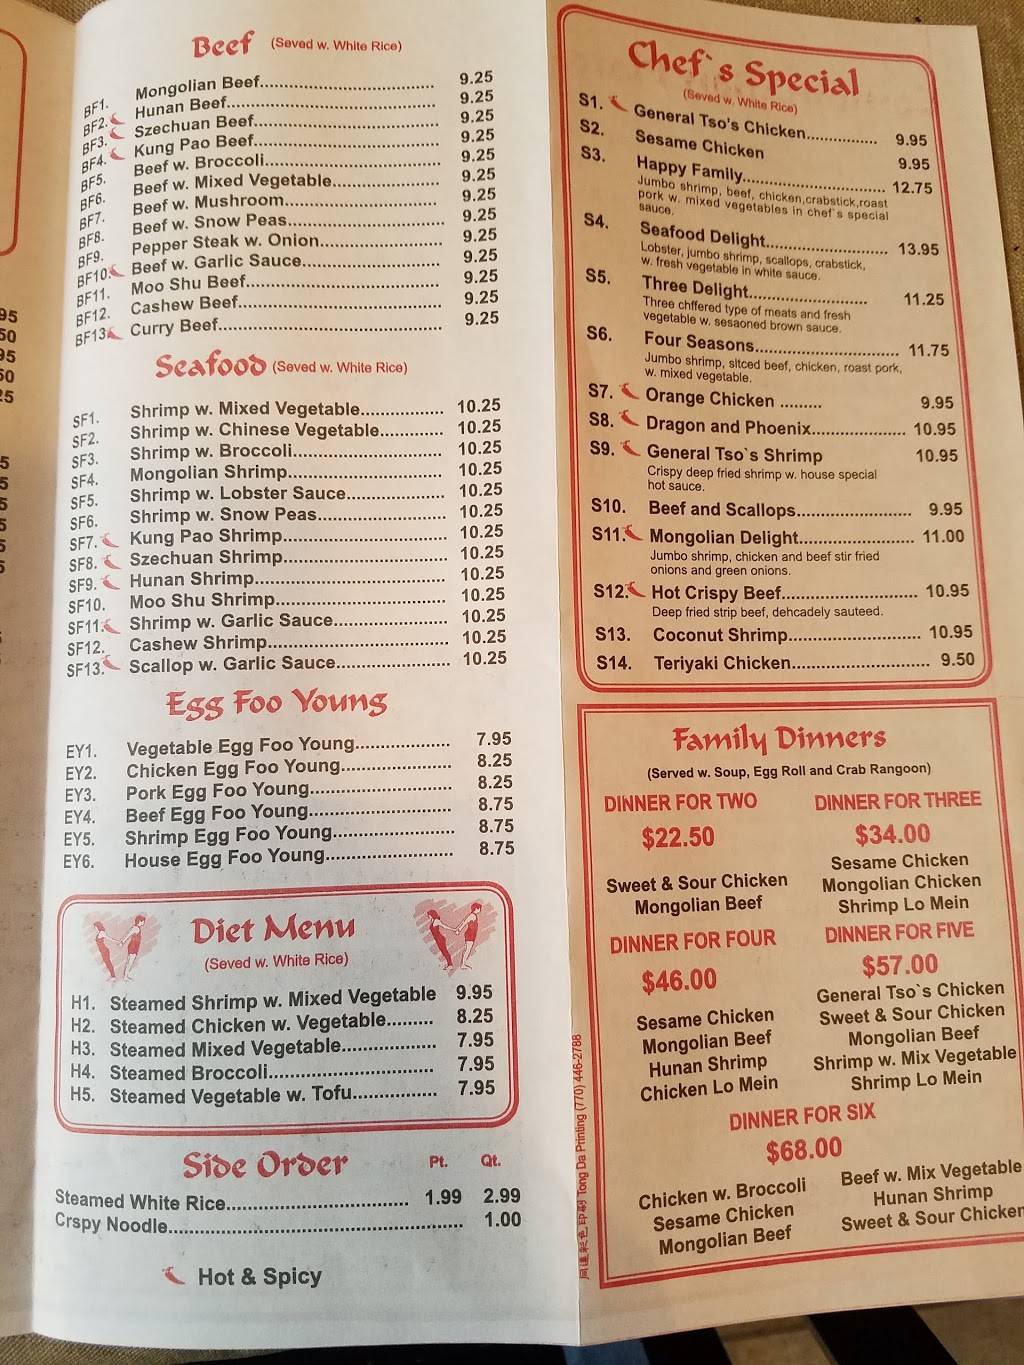 Beef (Seved w. White Rice)
BF1. Mongolian Beef 9.25
BF2. Hunan Beef 9.25
BF3. Szechuan Beef 9.25
BF4. Kung Pao Beef 9.25
BF5. Beef w. Broccoli 9.25
BF6. Beef w. Mixed Vegetable 9.25
BF7. Beef w. Mushroom 9.25
BF8. Beef w. Snow Peas 9.25
BF9. Pepper Steak w. Onion 9.25
BF10. Beef w. Garlic Sauce 9.25
BF11. Moo Shu Beef 9.25
BF12. Cashew Beef 9.25
BF13. Curry Beef 9.25
Seafood (Seved w. White Rice)
SF1. Shrimp w. Mixed Vegetable 10.25
SF2. Shrimp w. Chinese Vegetable 10.25
SF3. Shrimp w. Broccoli 10.25
SF4. Mongolian Shrimp 10.25
SF5. Shrimp w. Lobster Sauce 10.25
SF6. Shrimp w. Snow Peas 10.25
SF7. Kung Pao Shrimp 10.25
SF8. Szechuan Shrimp 10.25
SF9. Hunan Shrimp 10.25
SF10. Moo Shu Shrimp 10.25
SF11. Shrimp w. Garlic Sauce 10.25
SF12. Cashew Shrimp 10.25
SF13. Scallop w. Garlic Sauce 10.25
Egg Foo Young
EY1. Vegetable Egg Foo Young 7.95
EY2. Chicken Egg Foo Young 8.25
EY3. Pork Egg Foo Young 8.25
EY4. Beef Egg Foo Young 8.75
EY5. Shrimp Egg Foo Young 8.75
EY6. House Egg Foo Young 8.75
Diet Menu
(Seved w. White Rice)
H1. Steamed Shrimp w. Mixed Vegetable 9.95
H2. Steamed Chicken w. Vegetable 8.25
H3. Steamed Mixed Vegetable 7.95
H4. Steamed Broccoli 7.95
H5. Steamed Vegetable w. Tofu 7.95
Side Order Pt. Qt.
Steamed White Rice 1.99 2.99
Crspy Noodle 1.00
Hot & Spicy
Chef`s Special
(Seved w. White Rice)
S1. General Tso's Chicken 9.95
S2. Sesame Chicken 9.95
S3. Happy Family 12.75
Jumbo shrimp, beef, chicken,crabstick,roast
pork w. mixed vegetables in chef`s special
sauce.
S4. Seafood Delight 13.95
Lobster, jumbo shrimp, scallops, crabstick,
w. fresh vegetable in white sauce.
S5. Three Delight 11.25
Three chffered type of meats and fresh
vegetable w. sesaoned brown sauce.
S6. Four Seasons 11.75
Jumbo shrimp, sltced beef, chicken, roast pork,
w. mixed vegetable.
S7. Orange Chicken 9.95
S8. Dragon and Phoenix 10.95
S9. General Tso`s Shrimp 10.95
Crispy deep fried shrimp w. house special
hot sauce.
S10. Beef and Scallops 9.95
S11. Mongolian Delight 11.00
Jumbo shrimp, chicken and beef stir fried
onions and green onions.
S12. Hot Crispy Beef 10.95
Deep fried strip beef, dehcadely sauteed.
S13. Coconut Shrimp 10.95
S14. Teriyaki Chicken 9.50
Family Dinners
(Served w. Soup, Egg Roll and Crab Rangoon)
DINNER FOR TWO
$22.50
Sweet & Sour Chicken
Mongolian Beef
DINNER FOR THREE
$34.00
Sesame Chicken
Mongolian Chicken
Shrimp Lo Mein
DINNER FOR FOUR
$46.00
Sesame Chicken
Mongolian Beef
Hunan Shrimp
Chicken Lo Mein
DINNER FOR FIVE
$57.00
General Tso`s Chicken
Sweet & Sour Chicken
Mongolian Beef
Shrimp w. Mix Vegetable
Shrimp Lo Mein
DINNER FOR SIX
$68.00
Chicken w. Broccoli
Sesame Chicken
Mongolian Beef
Beef w. Mix Vegetable
Hunan Shrimp
Sweet & Sour Chicken
Tong Da Printing (770) 446-2788